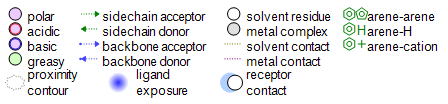 polar sidechain acceptor solvent residue arene-arene
acidic sidechain donor metal complex H arene-H
basic backbone acceptor solvent contact + arene-cation
greasy backbone donor metal contact
proximity ligand receptor
contour exposure contact